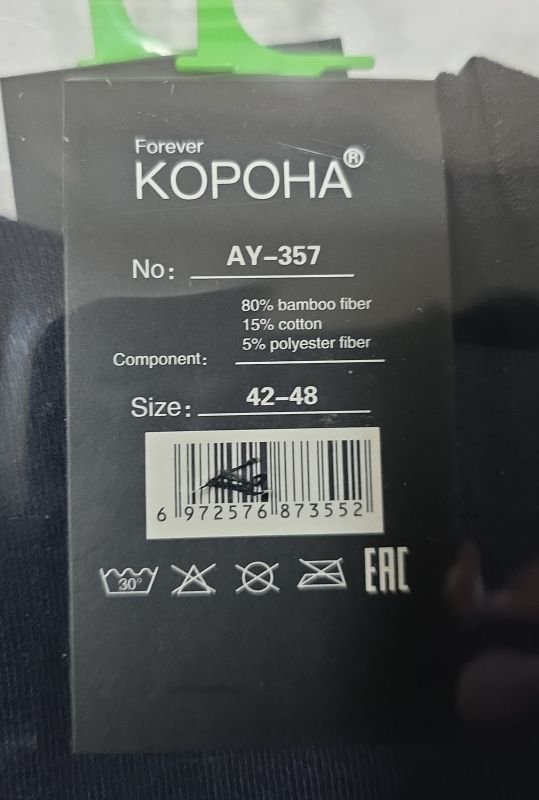 Forever
КОРОНА®
No: AY-357
80% bamboo fiber
15% cotton
5% polyester fiber
Component:
Size: 42-48
6 972576 873552
30°
EAC